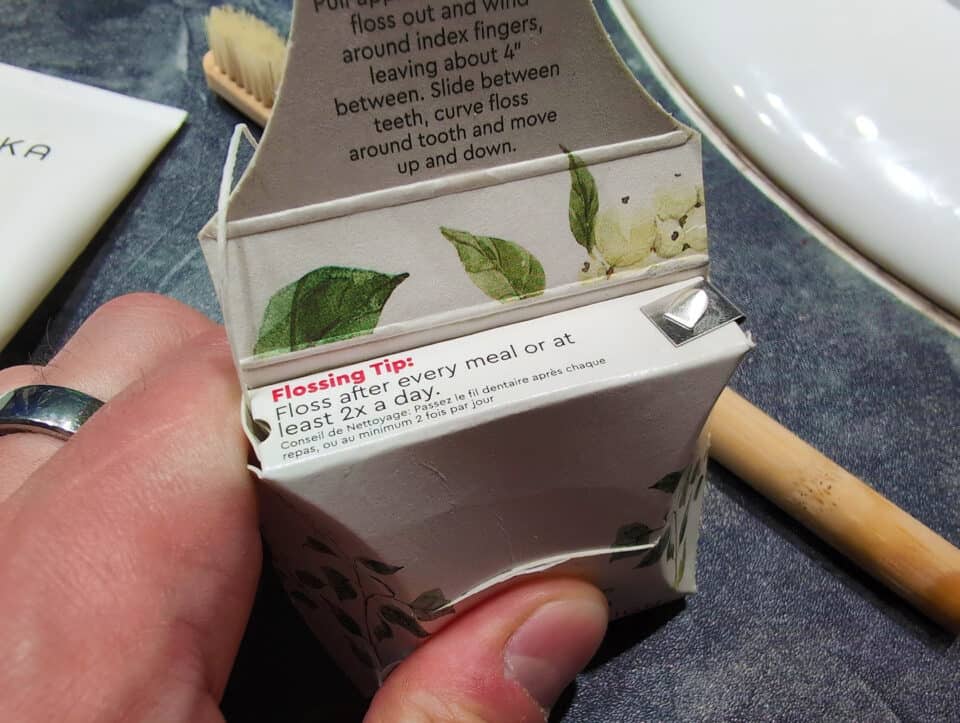 floss out and wind
around index fingers,
leaving about 4"
between. Slide between
teeth, curve floss
around tooth and move
up and down.
KA
Flossing Tip:
Floss after every meal or at
least 2x a day.
Conseil de Nettoyage: Passez le fil dentaire après chaque
repas, ou au minimum 2 fois par jour